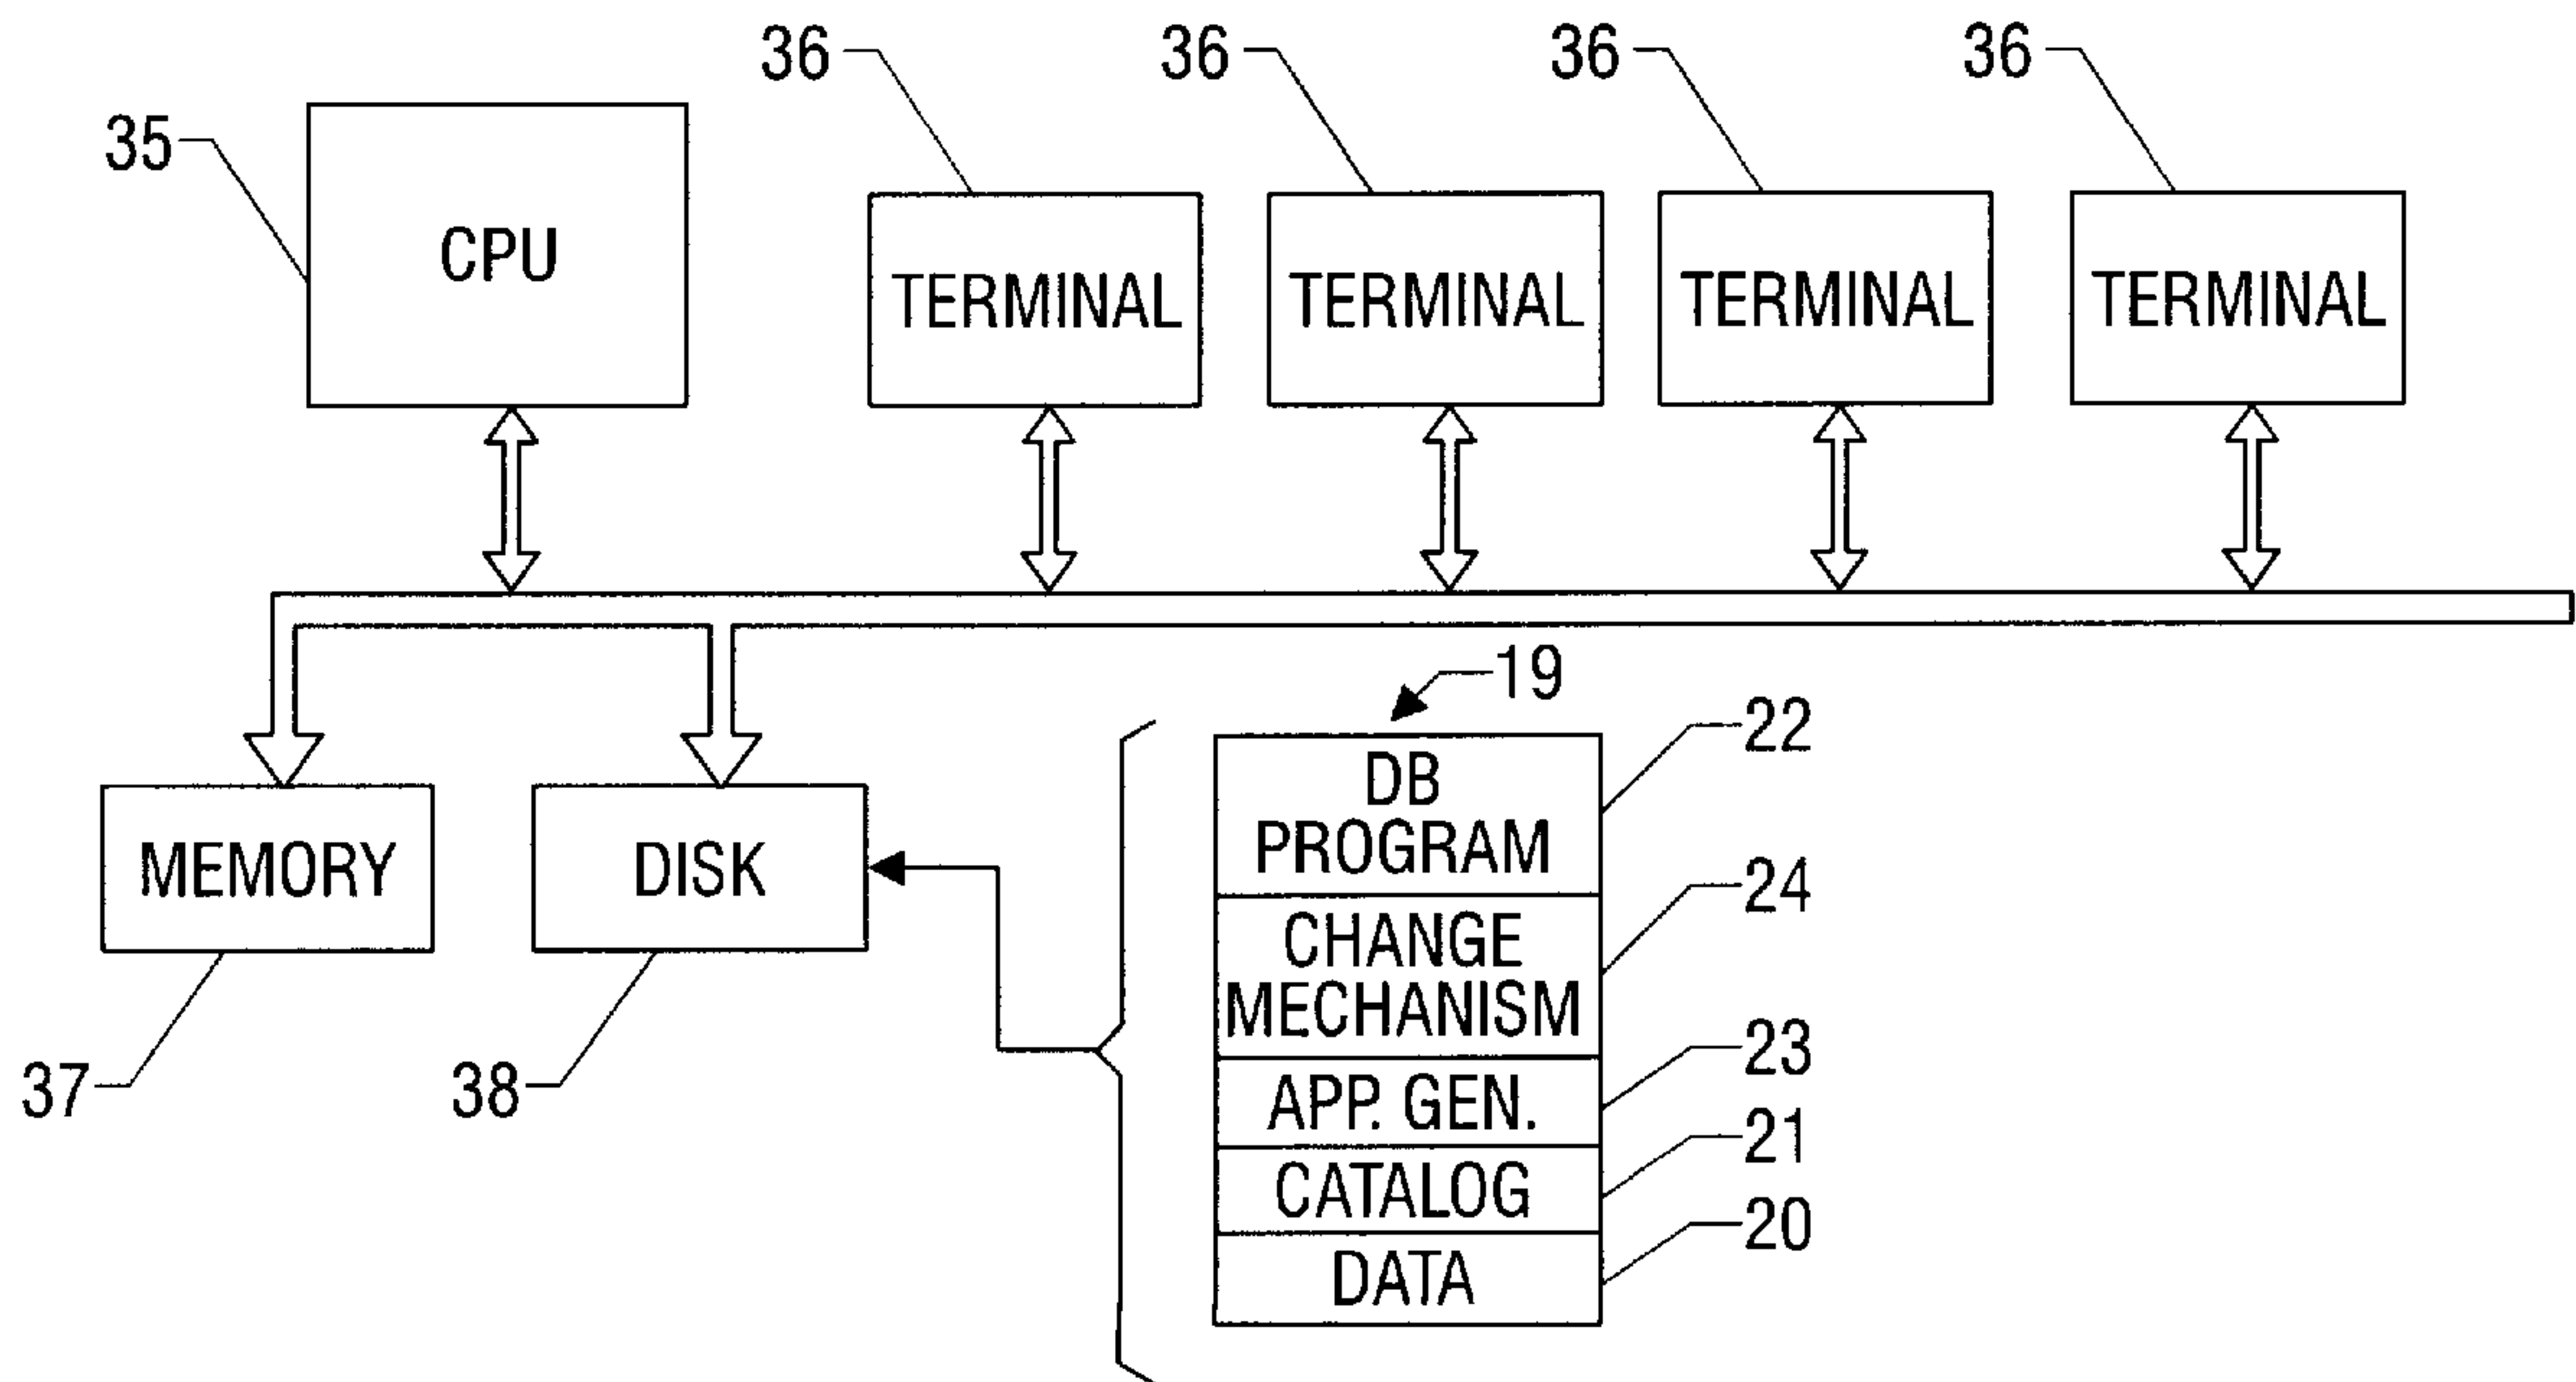 36
36
36
36
35
CPU
TERMINAL
TERMINAL
TERMINAL
TERMINAL
19
22
DB
PROGRAM
24
MEMORY
DISK
CHANGE
MECHANISM
23
37
38
APP. GEN.
21
CATALOG
20
DATA